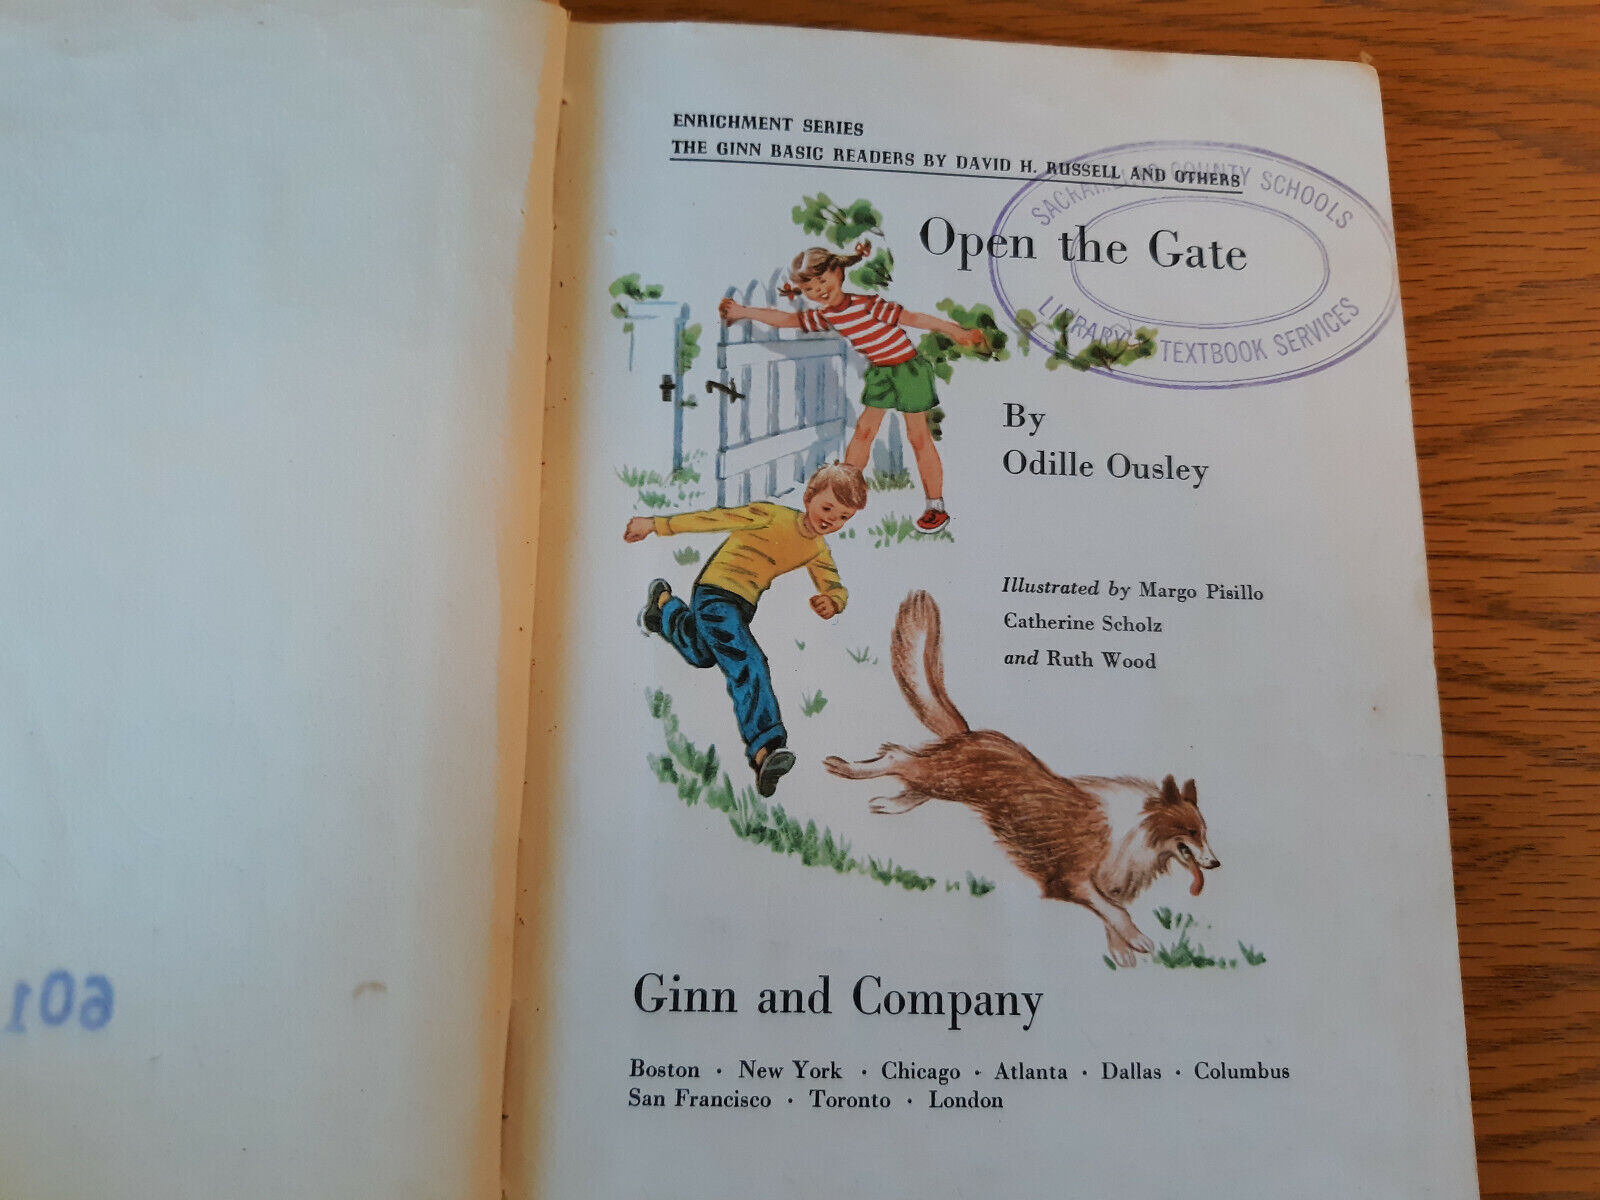 ENRICHMENT SERIES
THE GINN BASIC READERS BY DAVID H. RUSSELL AND OTHERS
SACRAMENTO COUNTY SCHOOLS
LIBRARY & TEXTBOOK SERVICES
Open the Gate
By
Odille Ousley
Illustrated by Margo Pisillo
Catherine Scholz
and Ruth Wood
Ginn and Company
Boston · New York · Chicago · Atlanta · Dallas · Columbus
San Francisco · Toronto · London